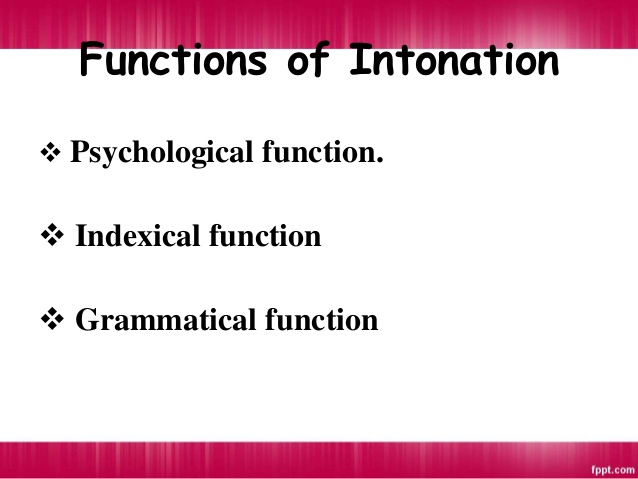 Functions of Intonation
❖ Psychological function.
❖ Indexical function
❖ Grammatical function
fppt.com